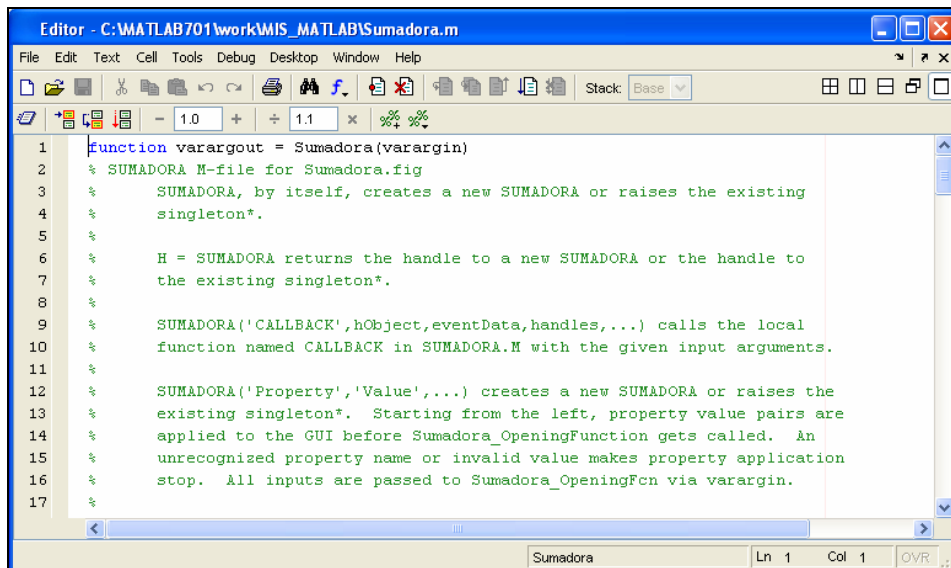 Editor - C:\MATLAB701\work\MIS_MATLAB\Sumadora.m
File Edit Text Cell Tools Debug Desktop Window Help
Stack: Base
1.0 1.1
1 function varargout = Sumadora(varargin)
2 % SUMADORA M-file for Sumadora.fig
3 % SUMADORA, by itself, creates a new SUMADORA or raises the existing
4 % singleton*.
5 %
6 % H = SUMADORA returns the handle to a new SUMADORA or the handle to
7 % the existing singleton*.
8 %
9 % SUMADORA('CALLBACK',hObject,eventData,handles,...) calls the local
10 % function named CALLBACK in SUMADORA.M with the given input arguments.
11 %
12 % SUMADORA('Property','Value',...) creates a new SUMADORA or raises the
13 % existing singleton*. Starting from the left, property value pairs are
14 % applied to the GUI before Sumadora_OpeningFunction gets called. An
15 % unrecognized property name or invalid value makes property application
16 % stop. All inputs are passed to Sumadora_OpeningFcn via varargin.
17 %
Sumadora Ln 1 Col 1 OVR